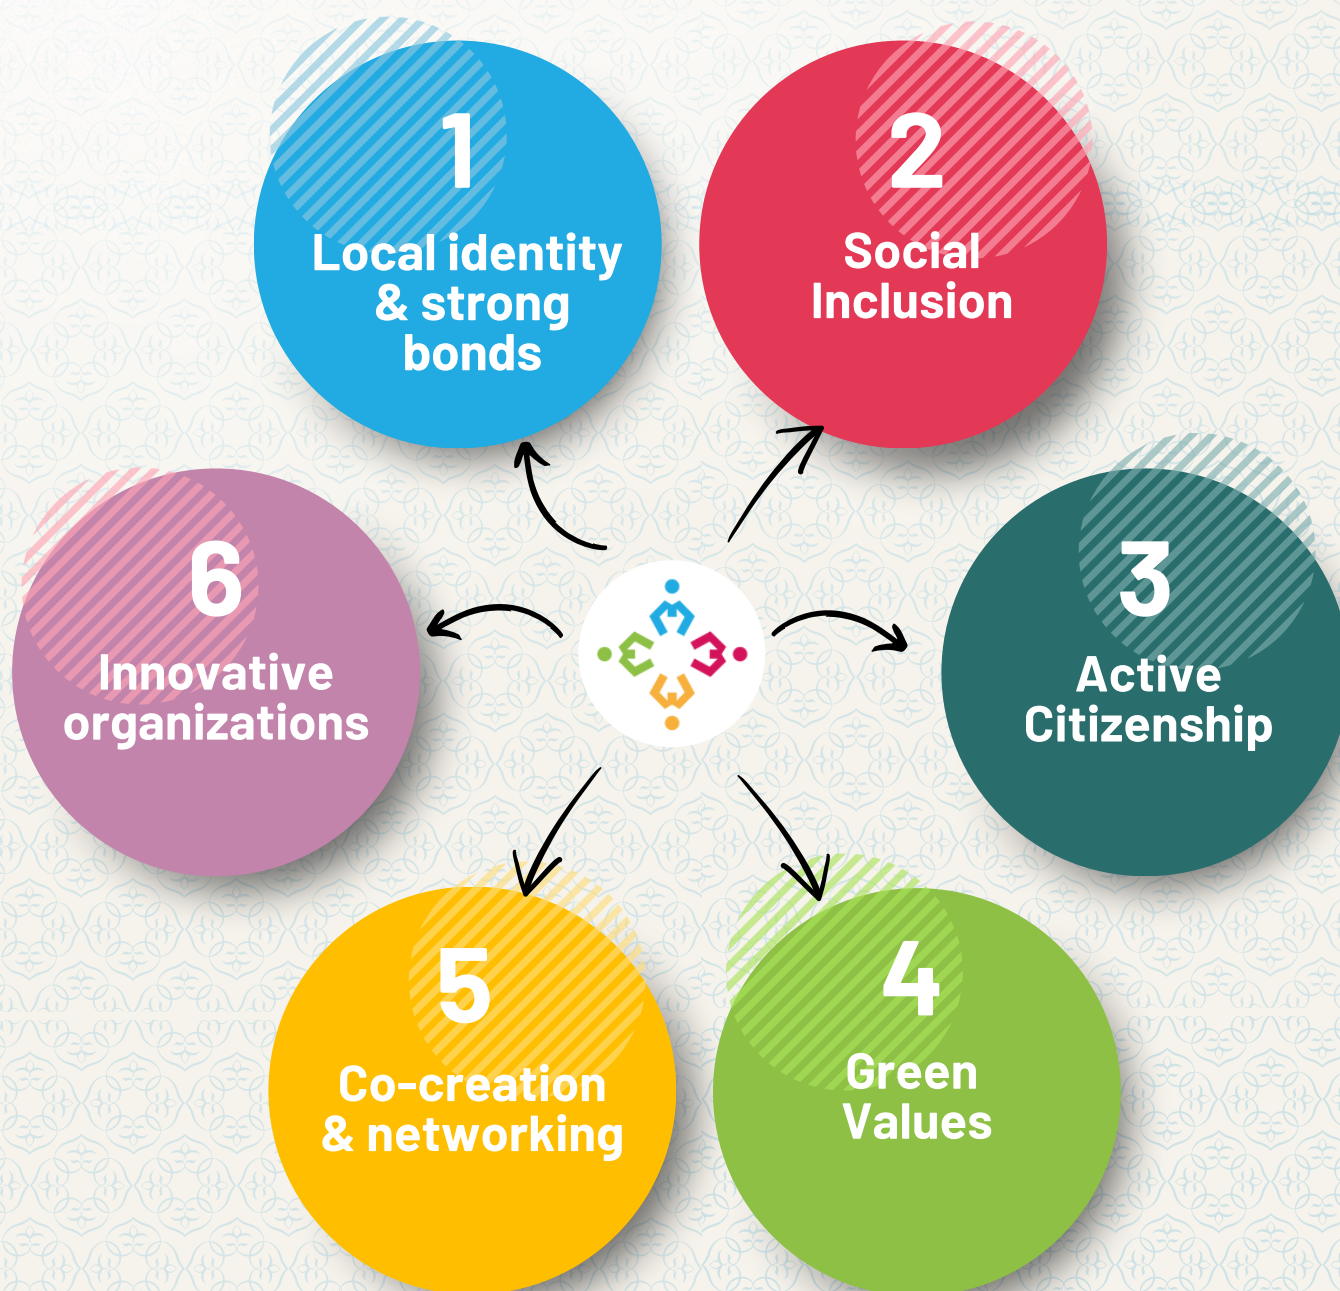 1
Local identity
& strong
bonds
2
Social
Inclusion
3
Active
Citizenship
4
Green
Values
5
Co-creation
& networking
6
Innovative
organizations